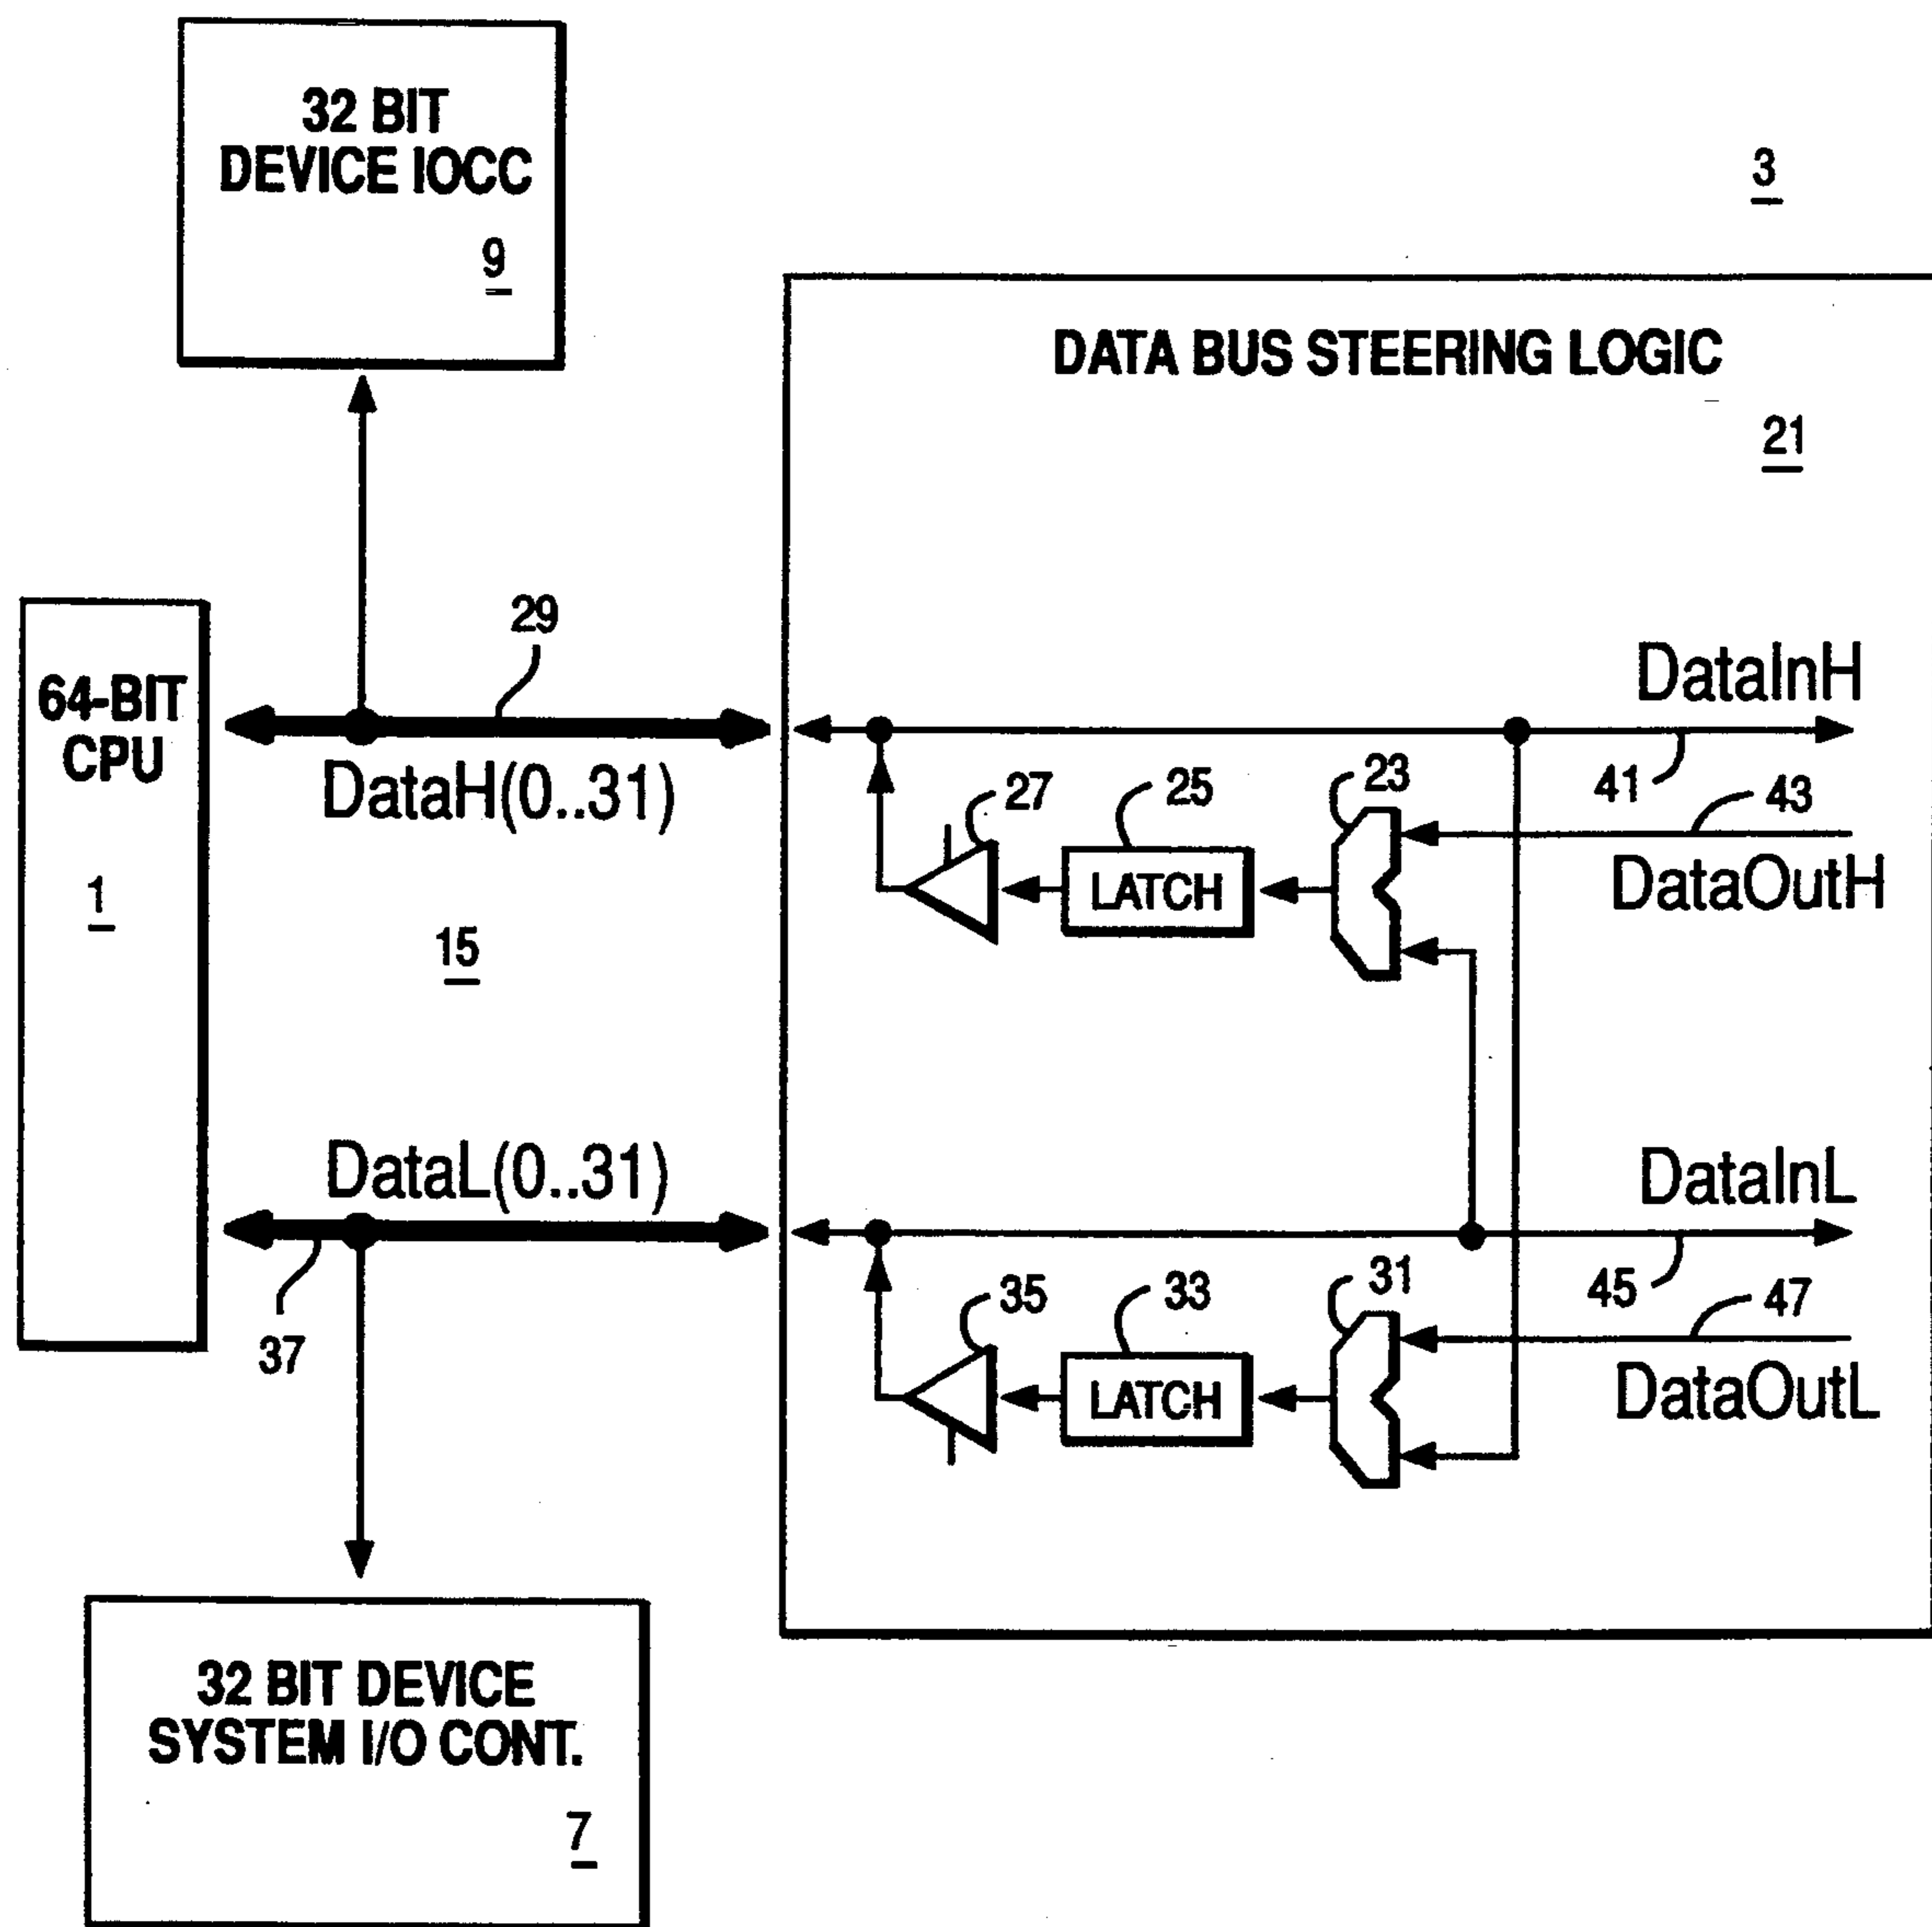 32 BIT
DEVICE IOCC
9
3
DATA BUS STEERING LOGIC
21
29
64-BIT
CPU
1
DataH(0..31)
15
DataInH
41
43
27
25
23
LATCH
DataOutH
DataL(0..31)
37
DataInL
45
47
35
33
31
LATCH
DataOutL
32 BIT DEVICE
SYSTEM I/O CONT.
7